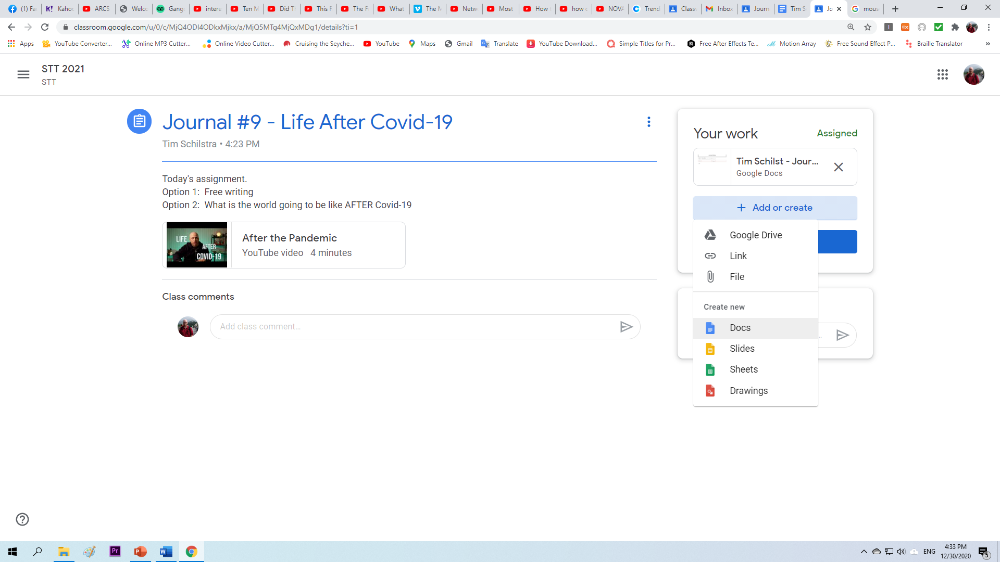 (1) Fa
Kahoo
ARCS
Welco
Gang
intere
Ten M
Did Th
This F
The F
What
The M
Netwo
Most
How t
how c
NOVA
Trend
Class
Inbox
Journ
Tim S
Jo
mous
classroom.google.com/u/0/c/MjQ4ODI4ODkxMjkx/a/MjQ5MTg4MjQxMDg1/details?ti=1
Apps
YouTube Converter...
Online MP3 Cutter...
Online Video Cutter...
Cruising the Seyche...
YouTube
Maps
Gmail
Translate
YouTube Download...
Simple Titles for Pr...
Free After Effects Te...
Motion Array
Free Sound Effect P...
Braille Translator
»
STT 2021
STT
Journal #9 - Life After Covid-19
Tim Schilstra • 4:23 PM
Today's assignment.
Option 1:  Free writing
Option 2:  What is the world going to be like AFTER Covid-19
LIFE
AFTER
COVID-19
After the Pandemic
YouTube video   4 minutes
Class comments
Add class comment...
Your work
Assigned
Tim Schilst - Jour...
Google Docs
+ Add or create
Google Drive
Link
File
Create new
Docs
Slides
Sheets
Drawings
ENG
4:33 PM
12/30/2020
5